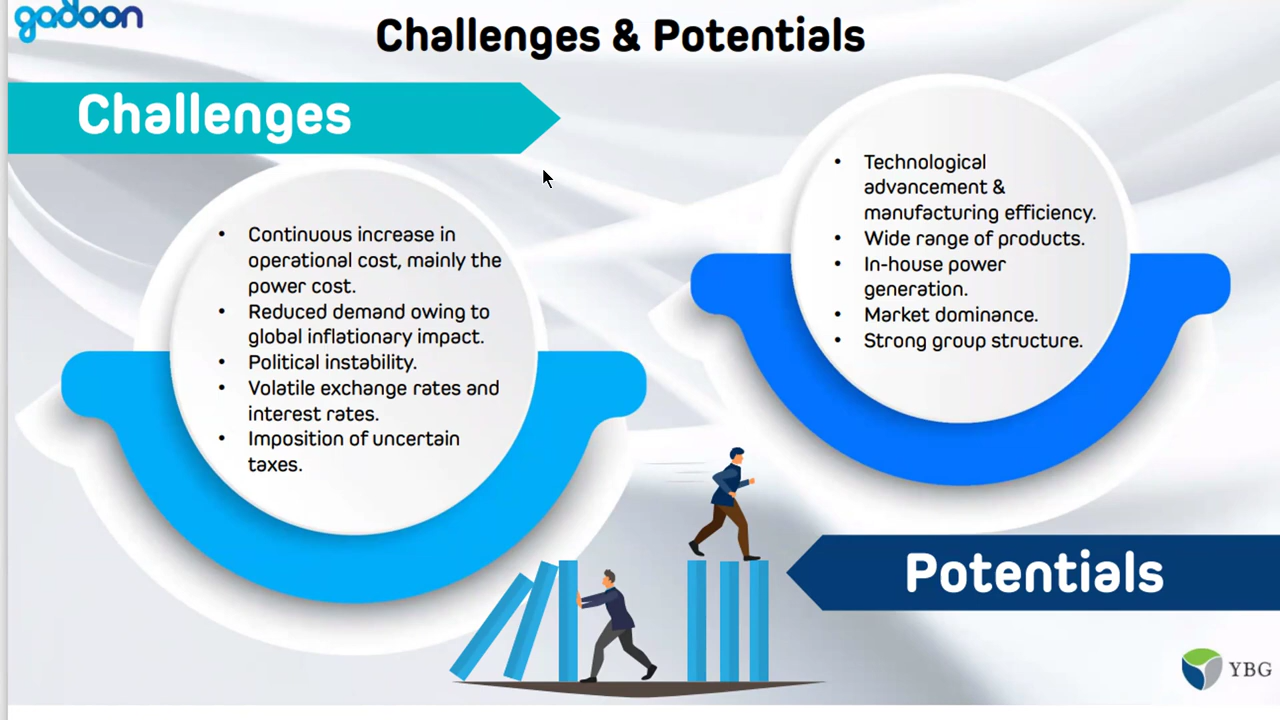 gadoon
Challenges & Potentials
Challenges
• Continuous increase in
operational cost, mainly the
power cost.
• Reduced demand owing to
global inflationary impact.
• Political instability.
• Volatile exchange rates and
interest rates.
• Imposition of uncertain
taxes.
• Technological
advancement &
manufacturing efficiency.
• Wide range of products.
• In-house power
generation.
• Market dominance.
• Strong group structure.
Potentials
YBG